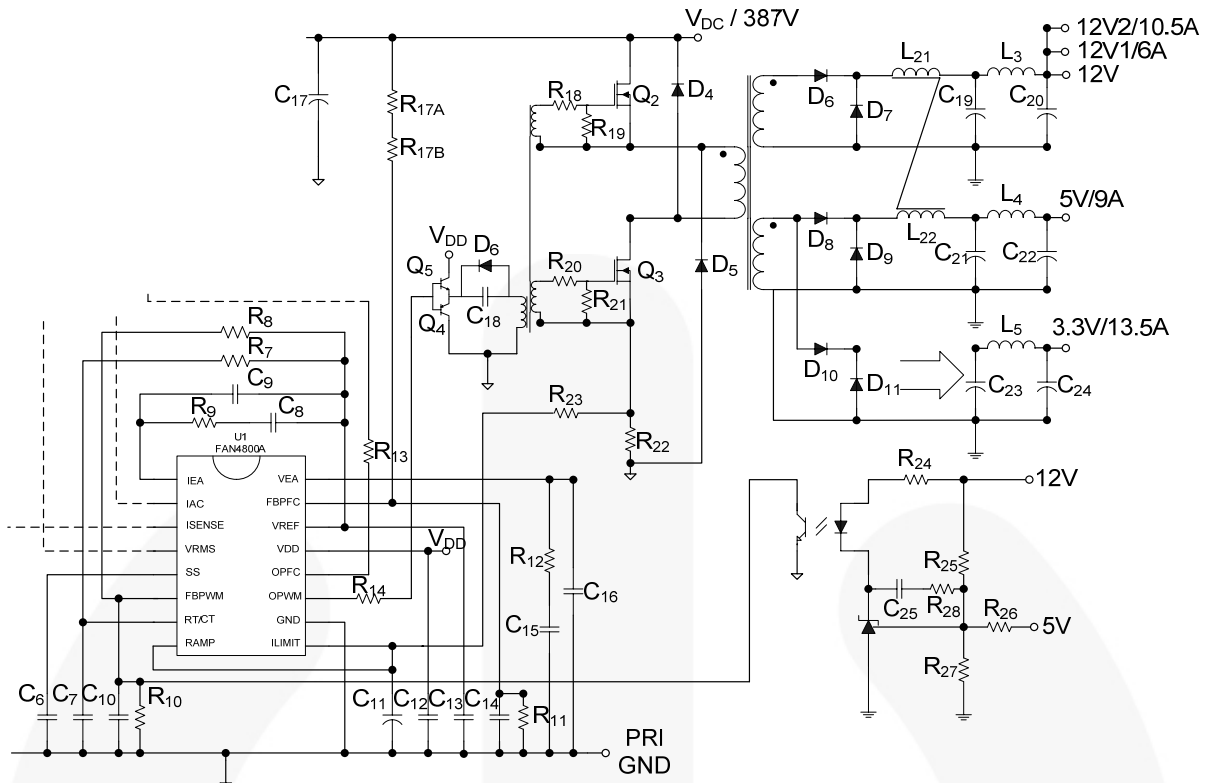 VDC / 387V
12V2/10.5A
12V1/6A
12V
L21
L3
C17
R17A
R17B
R18
Q2
D4
R19
D6
D7
C19
C20
5V/9A
L4
L22
D8
D9
C21
C22
VDD
D6
Q5
Q4
C18
R20
Q3
R21
D5
L5
3.3V/13.5A
D10
D11
C23
C24
R8
R7
C9
R9
C8
R13
R23
R22
U1
FAN4800A
IEA
IAC
ISENSE
VRMS
SS
FBPWM
RT/CT
RAMP
VEA
FBPFC
VREF
VDD
OPFC
OPWM
GND
ILIMIT
VDD
R14
R12
C16
C15
R24
12V
R25
C25
R28
R26
5V
R27
C6
C7
C10
R10
C11
C12
C13
C14
R11
PRI
GND